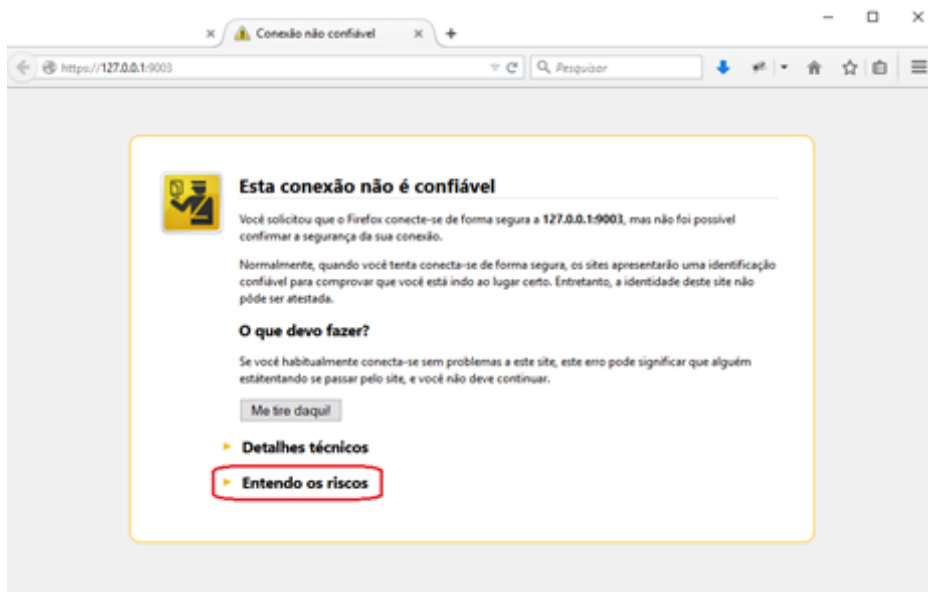 Conexão não confiável
https://127.0.0.1:9003
Pesquisar
Esta conexão não é confiável
Você solicitou que o Firefox conecte-se de forma segura a 127.0.0.1:9003, mas não foi possível
confirmar a segurança da sua conexão.
Normalmente, quando você tenta conecta-se de forma segura, os sites apresentarão uma identificação
confiável para comprovar que você está indo ao lugar certo. Entretanto, a identidade deste site não
pôde ser atestada.
O que devo fazer?
Se você habitualmente conecta-se sem problemas a este site, este erro pode significar que alguém
estátentando se passar pelo site, e você não deve continuar.
Me tire daqui!
Detalhes técnicos
Entendo os riscos